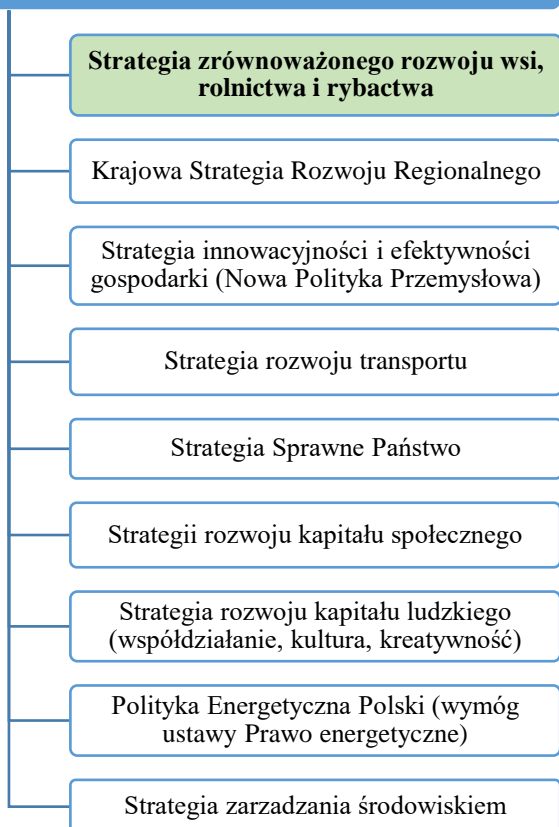 Strategia zrównoważonego rozwoju wsi,
rolnictwa i rybactwa
Krajowa Strategia Rozwoju Regionalnego
Strategia innowacyjności i efektywności
gospodarki (Nowa Polityka Przemysłowa)
Strategia rozwoju transportu
Strategia Sprawne Państwo
Strategii rozwoju kapitału społecznego
Strategia rozwoju kapitału ludzkiego
(współdziałanie, kultura, kreatywność)
Polityka Energetyczna Polski (wymóg
ustawy Prawo energetyczne)
Strategia zarzadzania środowiskiem